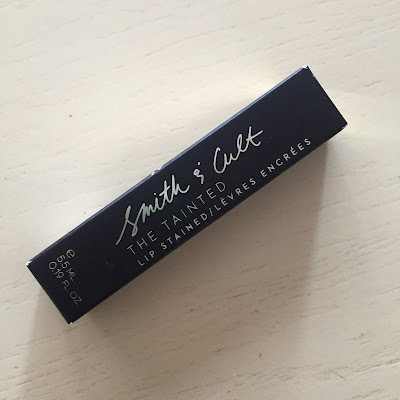 Smith & Cult
THE TAINTED
LIP STAINED/LÈVRES ENCRÉES
e
5.5 ML
0.19 FL OZ